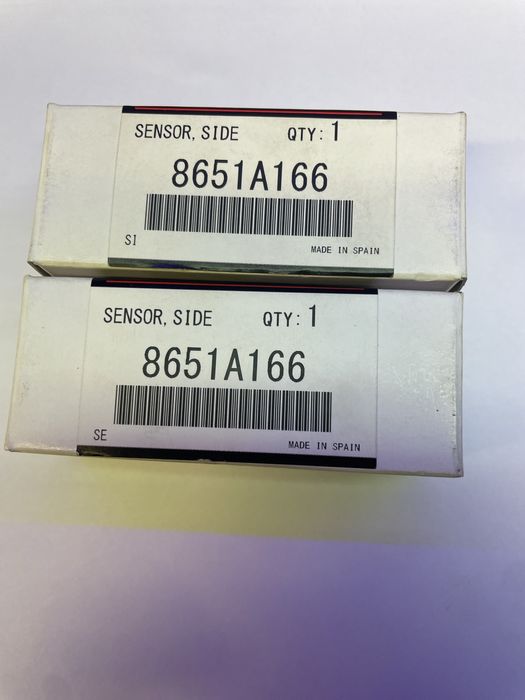 SENSOR, SIDE QTY: 1
8651A166
SI MADE IN SPAIN
SENSOR, SIDE QTY: 1
8651A166
SE MADE IN SPAIN